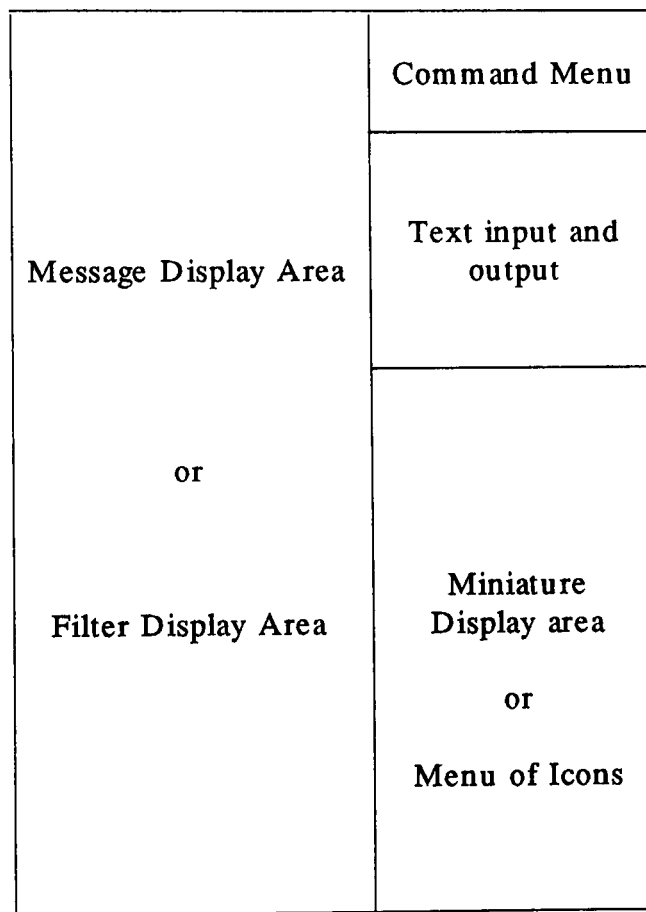 Message Display Area
or
Filter Display Area
Command Menu
Text input and
output
Miniature
Display area
or
Menu of Icons